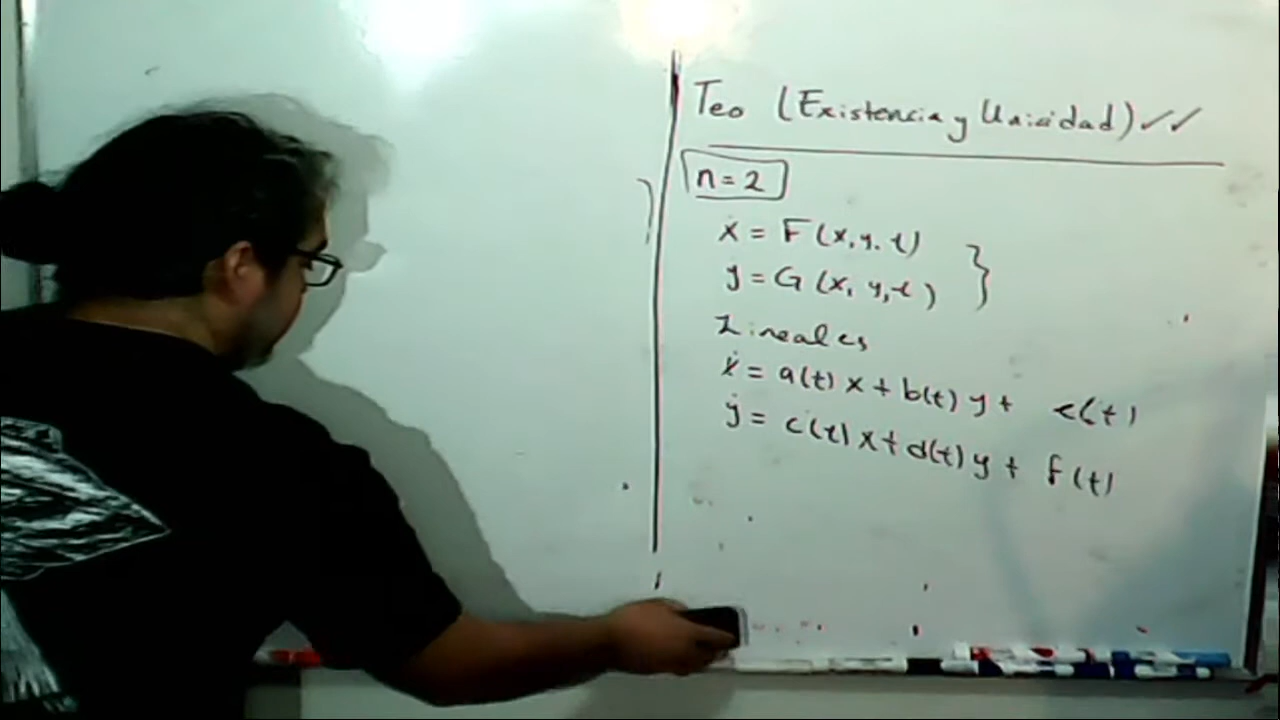 Teo (Existencia y Unicidad) ✓✓
n = 2
ẋ = F(x, y, t)
ẏ = G(x, y, t) }
Lineales
ẋ = a(t) x + b(t) y + e(t)
ẏ = c(t) x + d(t) y + f(t)